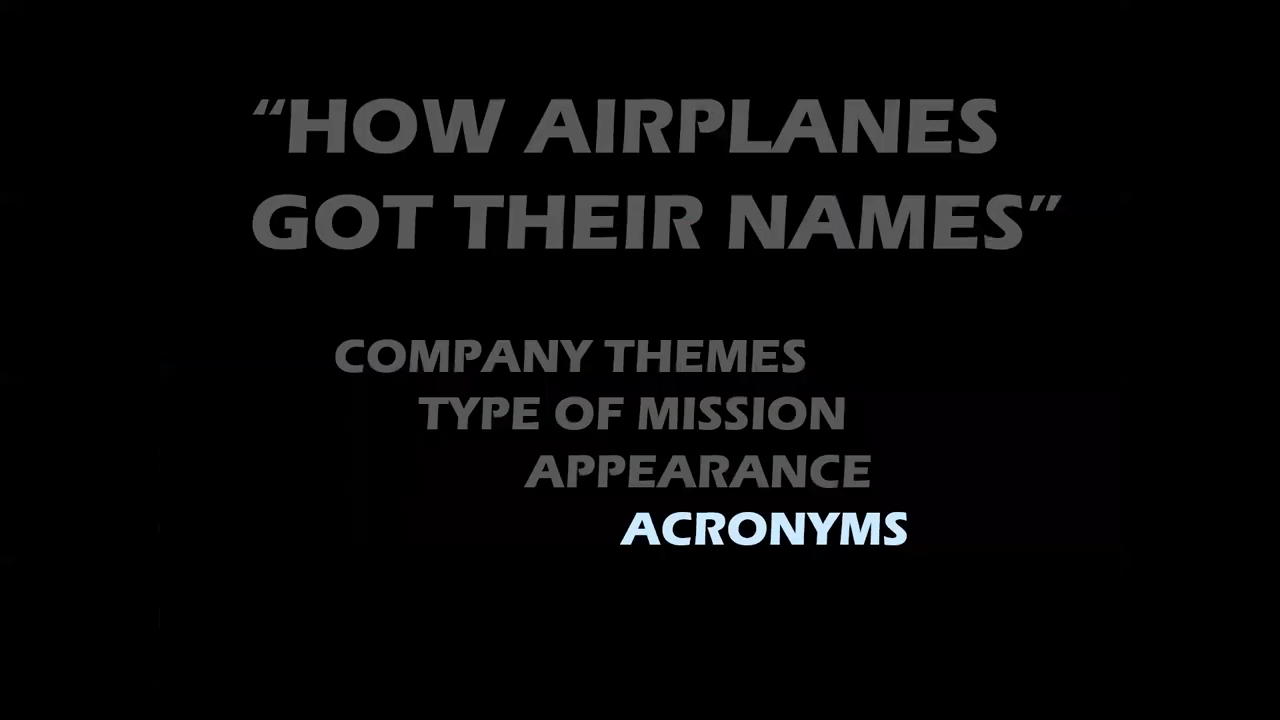 “HOW AIRPLANES
GOT THEIR NAMES”
COMPANY THEMES
TYPE OF MISSION
APPEARANCE
ACRONYMS